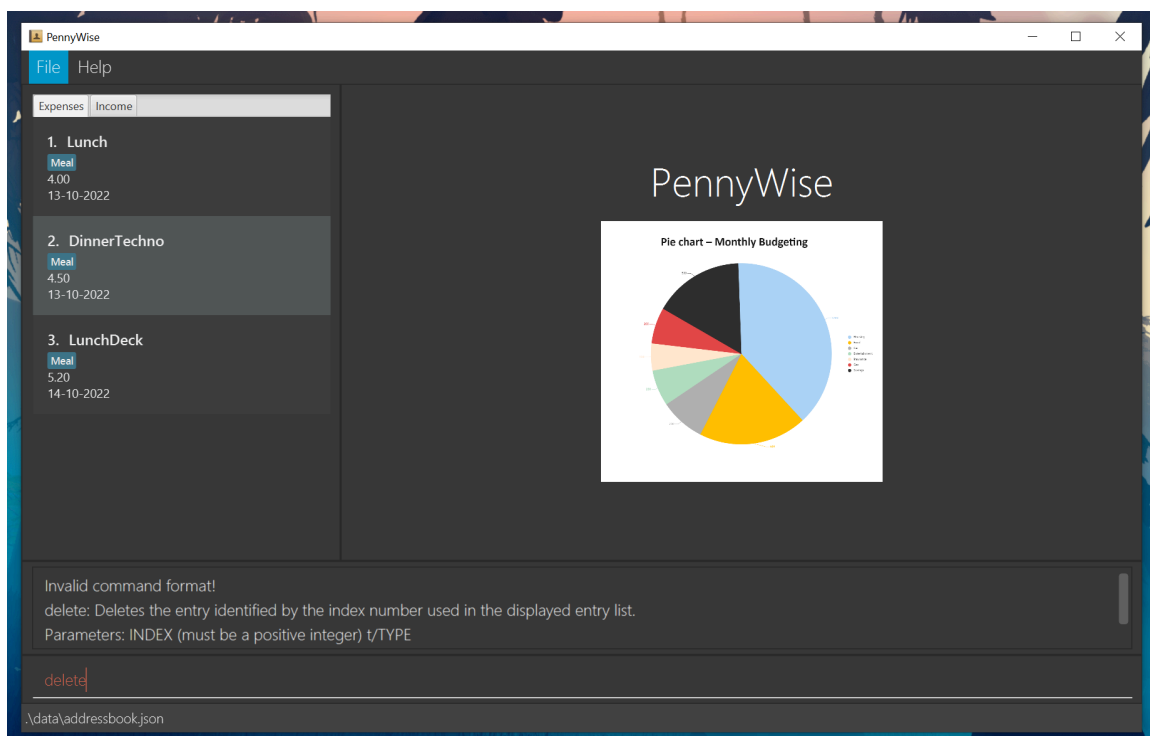 PennyWise
File Help
Expenses Income
1. Lunch
Meal
4.00
13-10-2022
2. DinnerTechno
Meal
4.50
13-10-2022
3. LunchDeck
Meal
5.20
14-10-2022
PennyWise
Pie chart – Monthly Budgeting
Invalid command format!
delete: Deletes the entry identified by the index number used in the displayed entry list.
Parameters: INDEX (must be a positive integer) t/TYPE
delete
.\data\addressbook.json